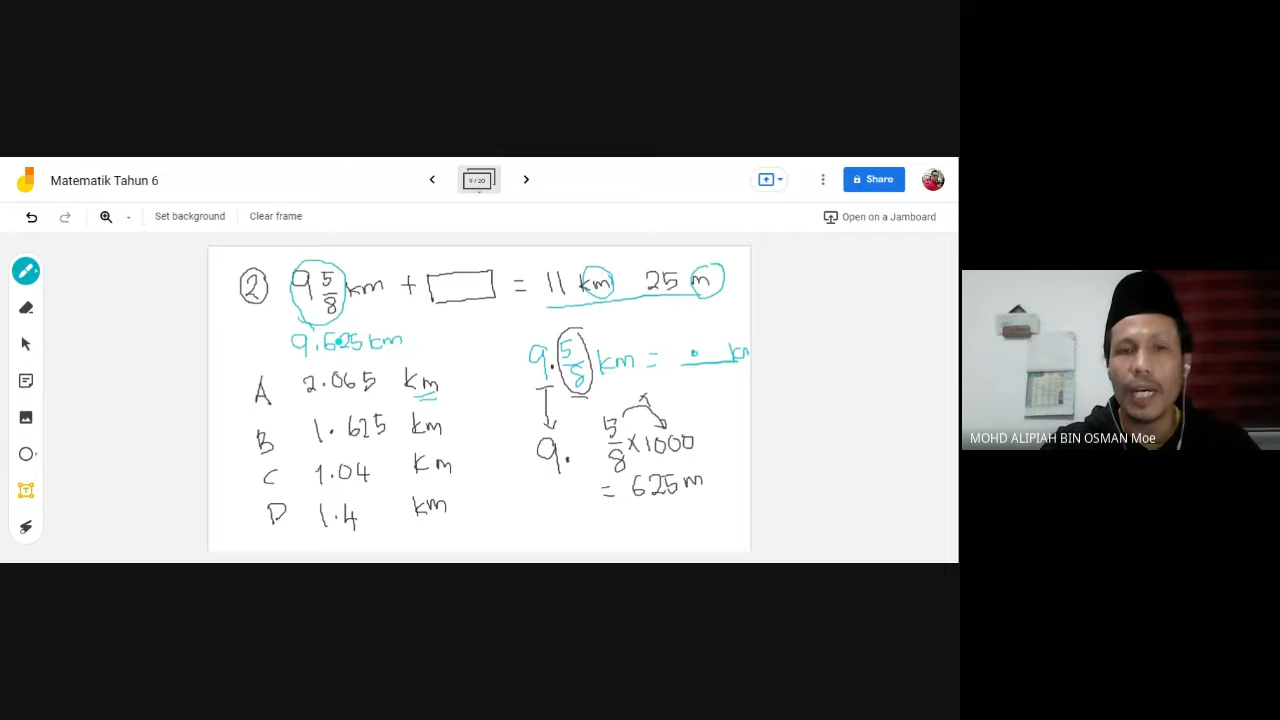 Matematik Tahun 6
9 / 20
Share
Set background
Clear frame
Open on a Jamboard
2 9 5/8 km + = 11 km 25 m
9.625 km
9. 5/8 km = . km
A 2.065 km
B 1.625 km
C 1.04 km
D 1.4 km
9.
5/8 × 1000
= 625 m
MOHD ALIPIAH BIN OSMAN Moe